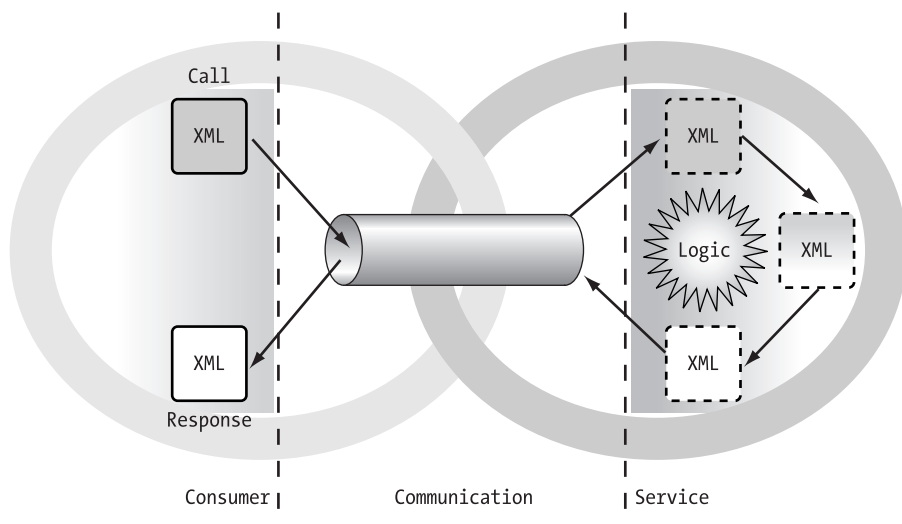 Call
XML
XML
Logic
XML
XML
XML
Response
Consumer
Communication
Service